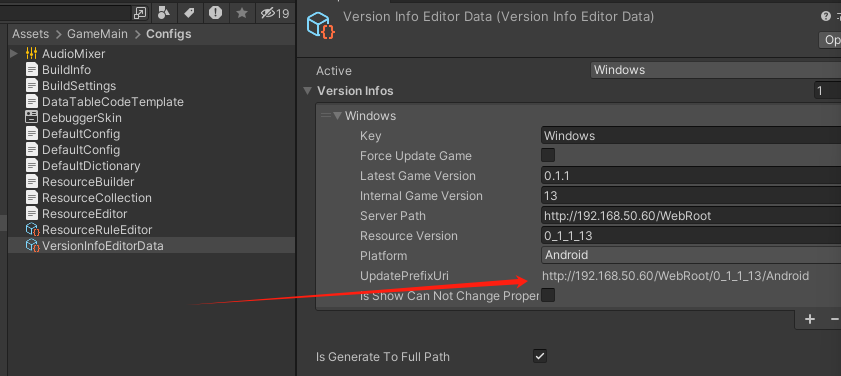 19
Assets > GameMain > Configs
AudioMixer
BuildInfo
BuildSettings
DataTableCodeTemplate
DebuggerSkin
DefaultConfig
DefaultConfig
DefaultDictionary
ResourceBuilder
ResourceCollection
ResourceEditor
ResourceRuleEditor
VersionInfoEditorData
Version Info Editor Data (Version Info Editor Data)
Op
Active Windows
Version Infos 1
Windows
Key Windows
Force Update Game
Latest Game Version 0.1.1
Internal Game Version 13
Server Path http://192.168.50.60/WebRoot
Resource Version 0_1_1_13
Platform Android
UpdatePrefixUri http://192.168.50.60/WebRoot/0_1_1_13/Android
Is Show Can Not Change Proper
Is Generate To Full Path